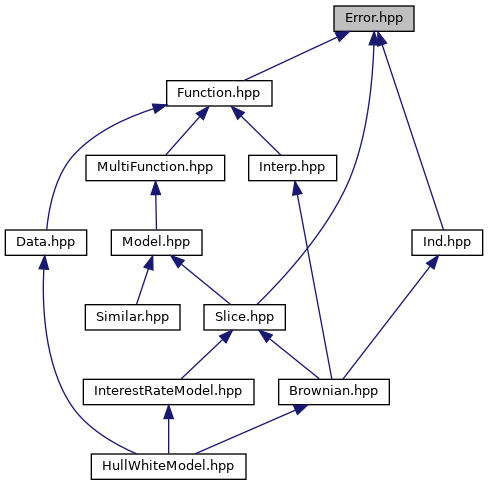 Error.hpp
Function.hpp
MultiFunction.hpp
Interp.hpp
Data.hpp
Model.hpp
Ind.hpp
Similar.hpp
Slice.hpp
InterestRateModel.hpp
Brownian.hpp
HullWhiteModel.hpp